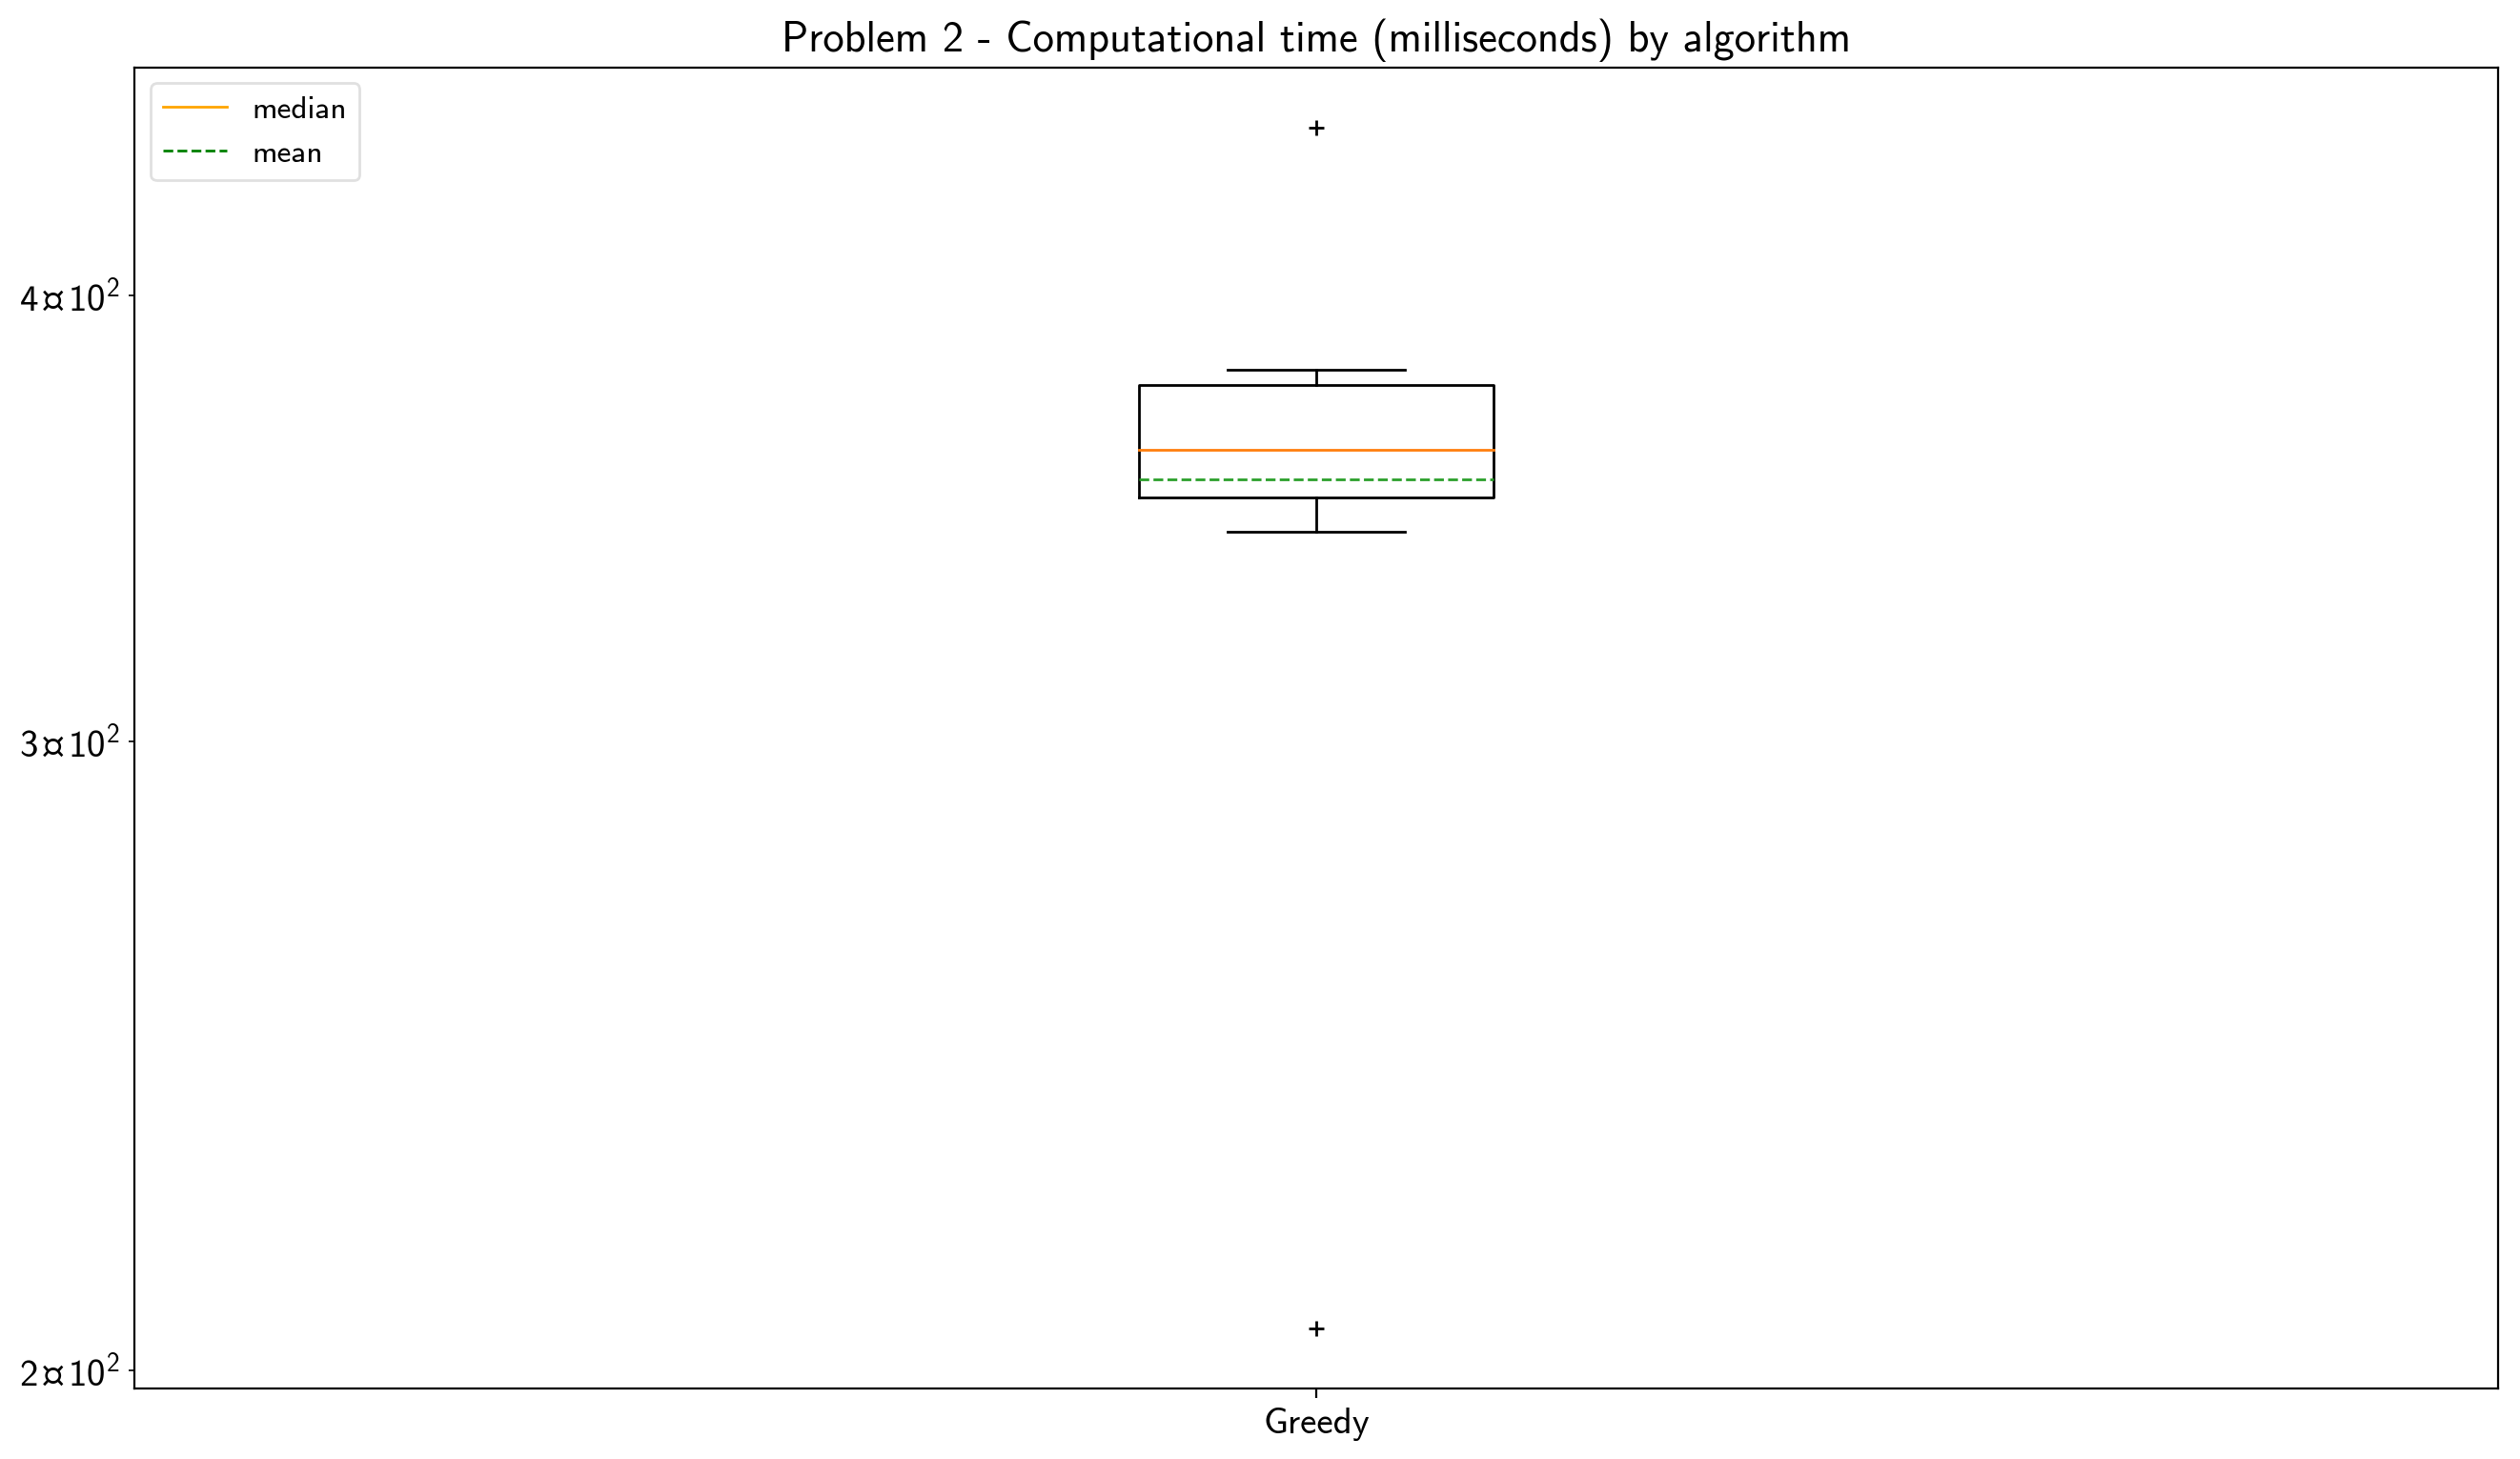 Problem 2 - Computational time (milliseconds) by algorithm
median
mean
4¤10²
3¤10²
2¤10²
Greedy